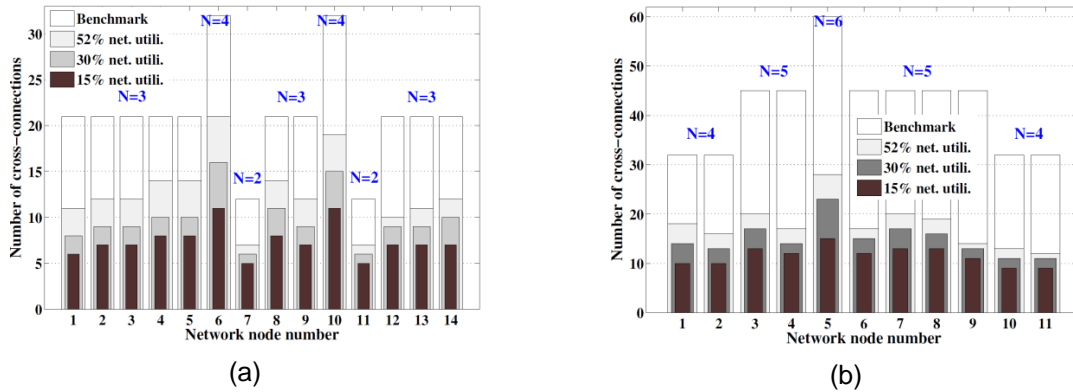 Number of cross-connections
30
25
20
15
10
5
0
Benchmark
52% net. utili.
30% net. utili.
15% net. utili.
N=3
N=4
N=2
N=3
N=4
N=2
N=3
1 2 3 4 5 6 7 8 9 10 11 12 13 14
Network node number
(a)
Number of cross-connections
60
50
40
30
20
10
0
N=4
N=5
N=6
N=5
N=4
Benchmark
52% net. utili.
30% net. utili.
15% net. utili.
1 2 3 4 5 6 7 8 9 10 11
Network node number
(b)